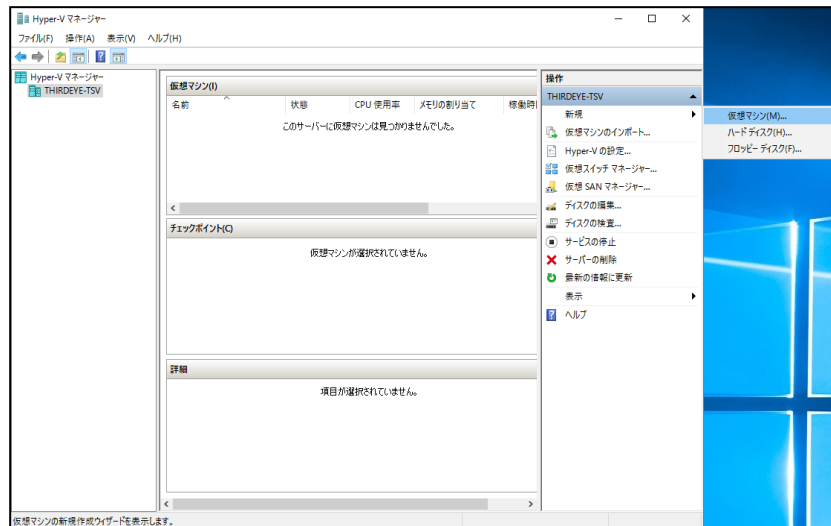 Hyper-V マネージャー
ファイル(F) 操作(A) 表示(V) ヘルプ(H)
Hyper-V マネージャー
THIRDEYE-TSV
仮想マシン(I)
名前 状態 CPU 使用率 メモリの割り当て 稼働時
このサーバーに仮想マシンは見つかりませんでした。
チェックポイント(C)
仮想マシンが選択されていません。
詳細
項目が選択されていません。
操作
THIRDEYE-TSV
新規
仮想マシンのインポート...
Hyper-V の設定...
仮想スイッチ マネージャー...
仮想 SAN マネージャー...
ディスクの編集...
ディスクの検査...
サービスの停止
サーバーの削除
最新の情報に更新
表示
ヘルプ
仮想マシン(M)...
ハード ディスク(H)...
フロッピー ディスク(F)...
仮想マシンの新規作成ウィザードを表示します。